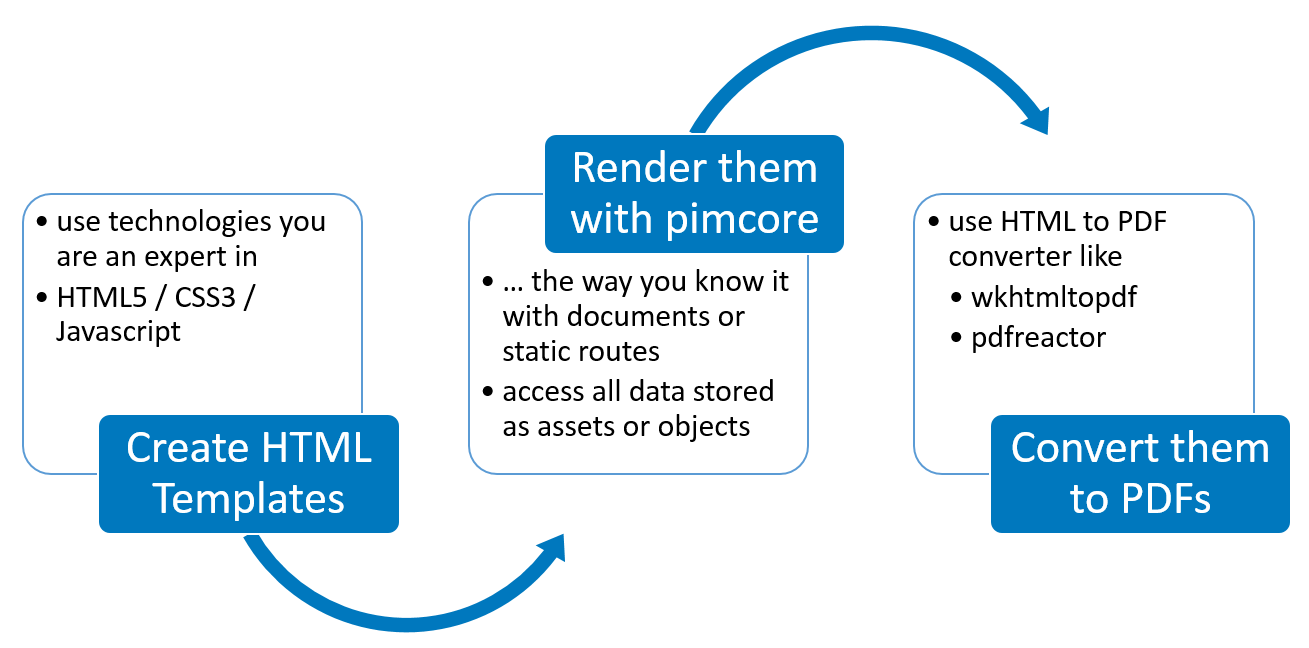 • use technologies you
are an expert in
• HTML5 / CSS3 /
Javascript
Create HTML
Templates
Render them
with pimcore
• ... the way you know it
with documents or
static routes
• access all data stored
as assets or objects
• use HTML to PDF
converter like
• wkhtmltopdf
• pdfreactor
Convert them
to PDFs